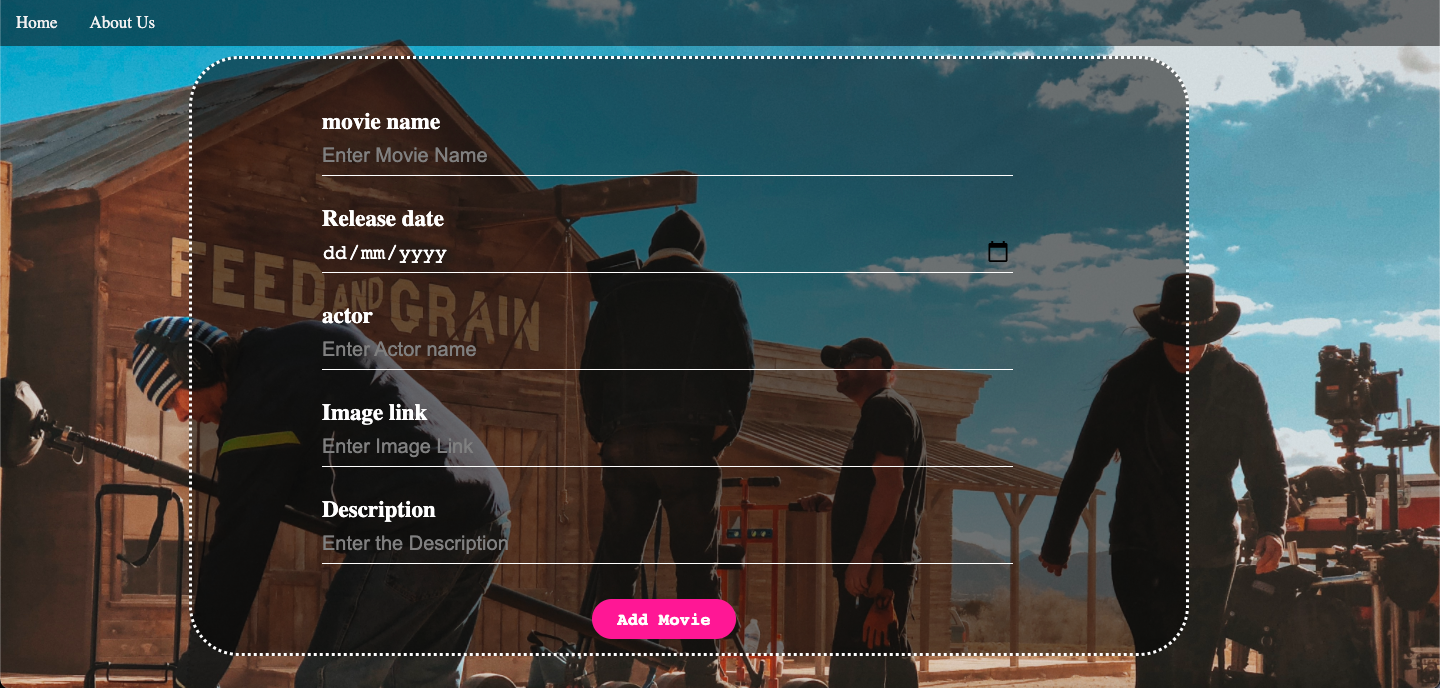 Home About Us
movie name
Enter Movie Name
Release date
dd/mm/yyyy
FEED AND GRAIN
actor
Enter Actor name
Image link
Enter Image Link
Description
Enter the Description
Add Movie